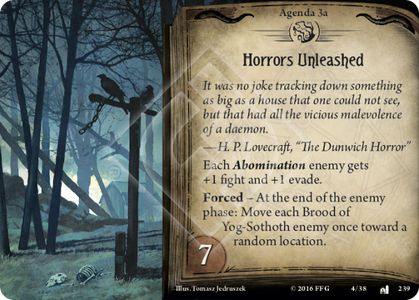 Agenda 3a
Horrors Unleashed
It was no joke tracking down something
as big as a house that one could not see,
but that had all the vicious malevolence
of a daemon.
— H. P. Lovecraft, "The Dunwich Horror"
Each Abomination enemy gets
+1 fight and +1 evade.
Forced – At the end of the enemy
phase: Move each Brood of
Yog-Sothoth enemy once toward a
random location.
7
Illus. Tomasz Jedruszek © 2016 FFG 4/38 239